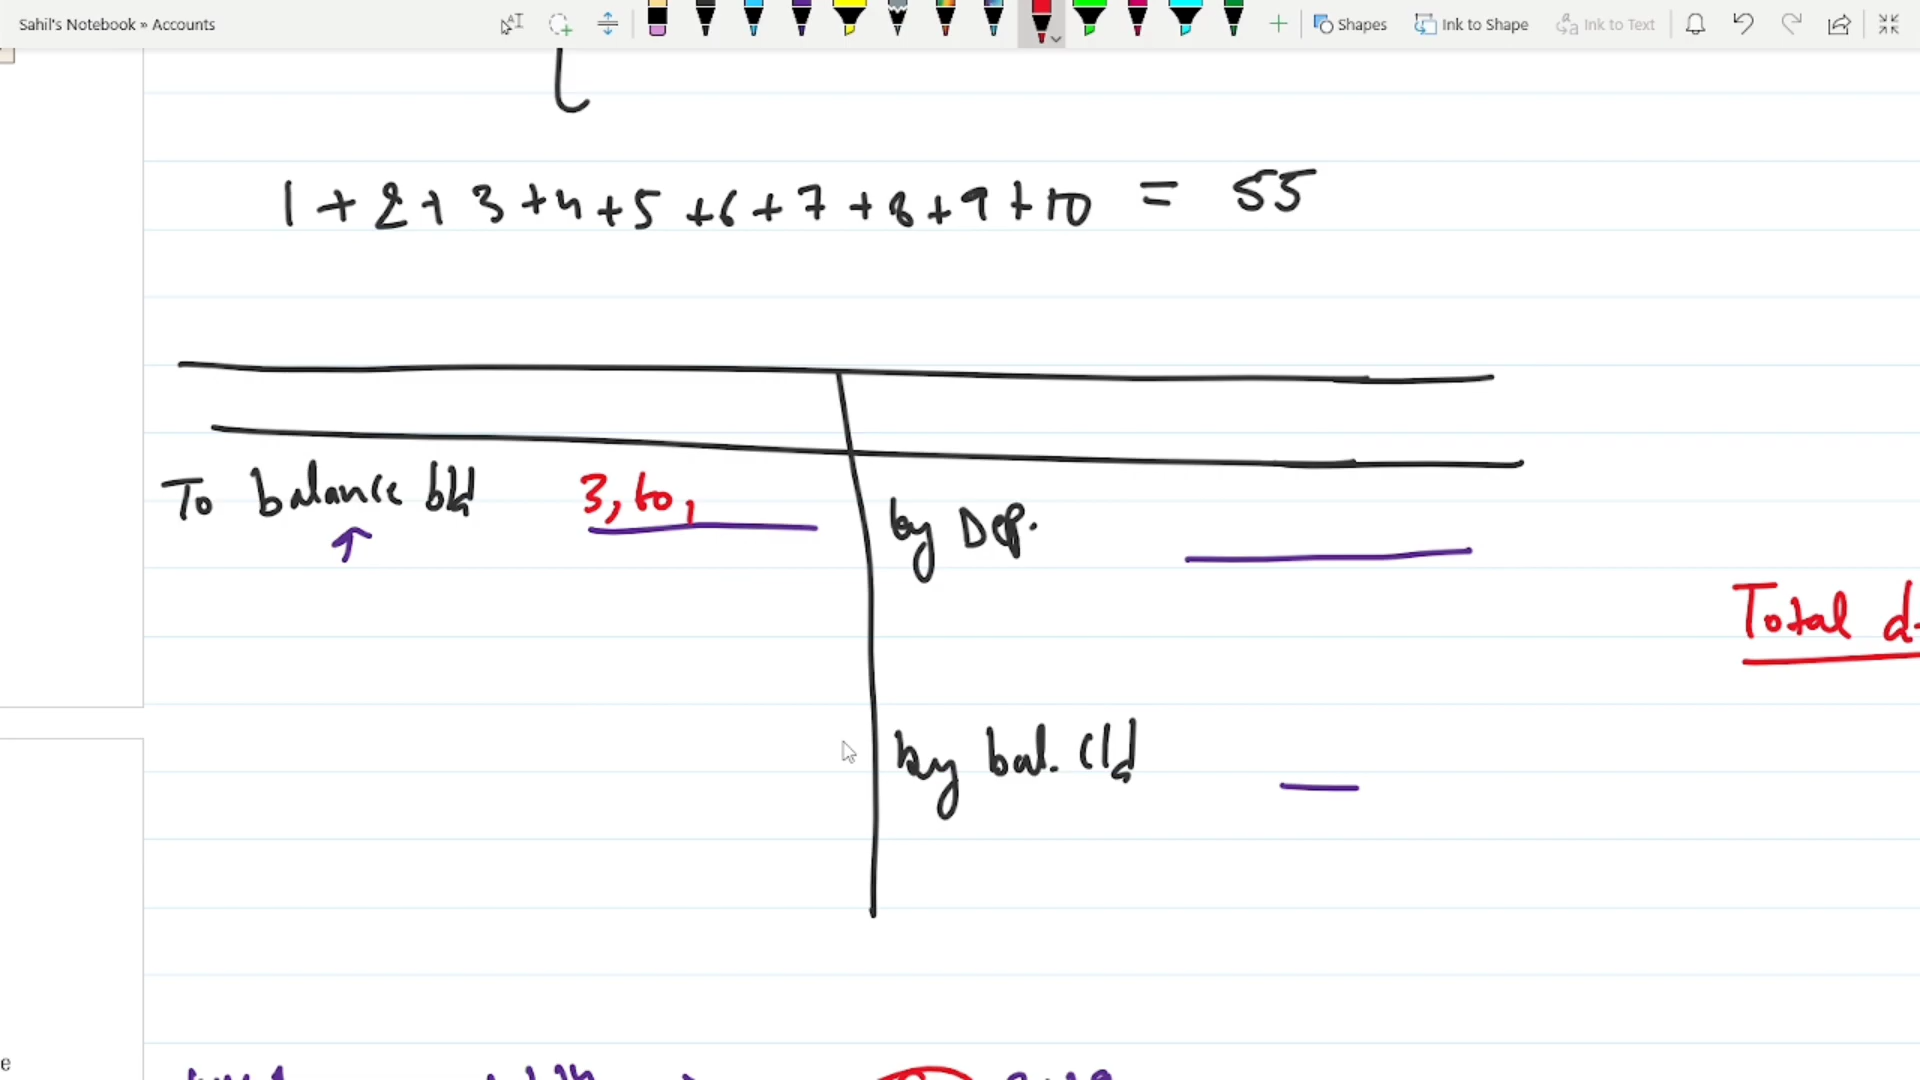 Sahil's Notebook » Accounts
Shapes Ink to Shape Ink to Text
1 + 2 + 3 + 4 + 5 + 6 + 7 + 8 + 9 + 10 = 55
To balance b/d 3, 60,
by Dep.
Total d
by bal. c/d
e